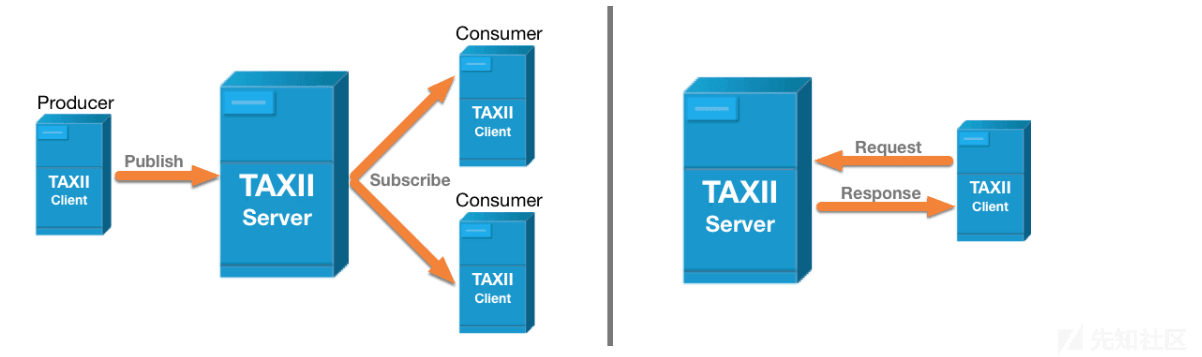 Producer
TAXII
Client
Publish
TAXII
Server
Subscribe
Consumer
TAXII
Client
Consumer
TAXII
Client
TAXII
Server
Request
Response
TAXII
Client
先知社区